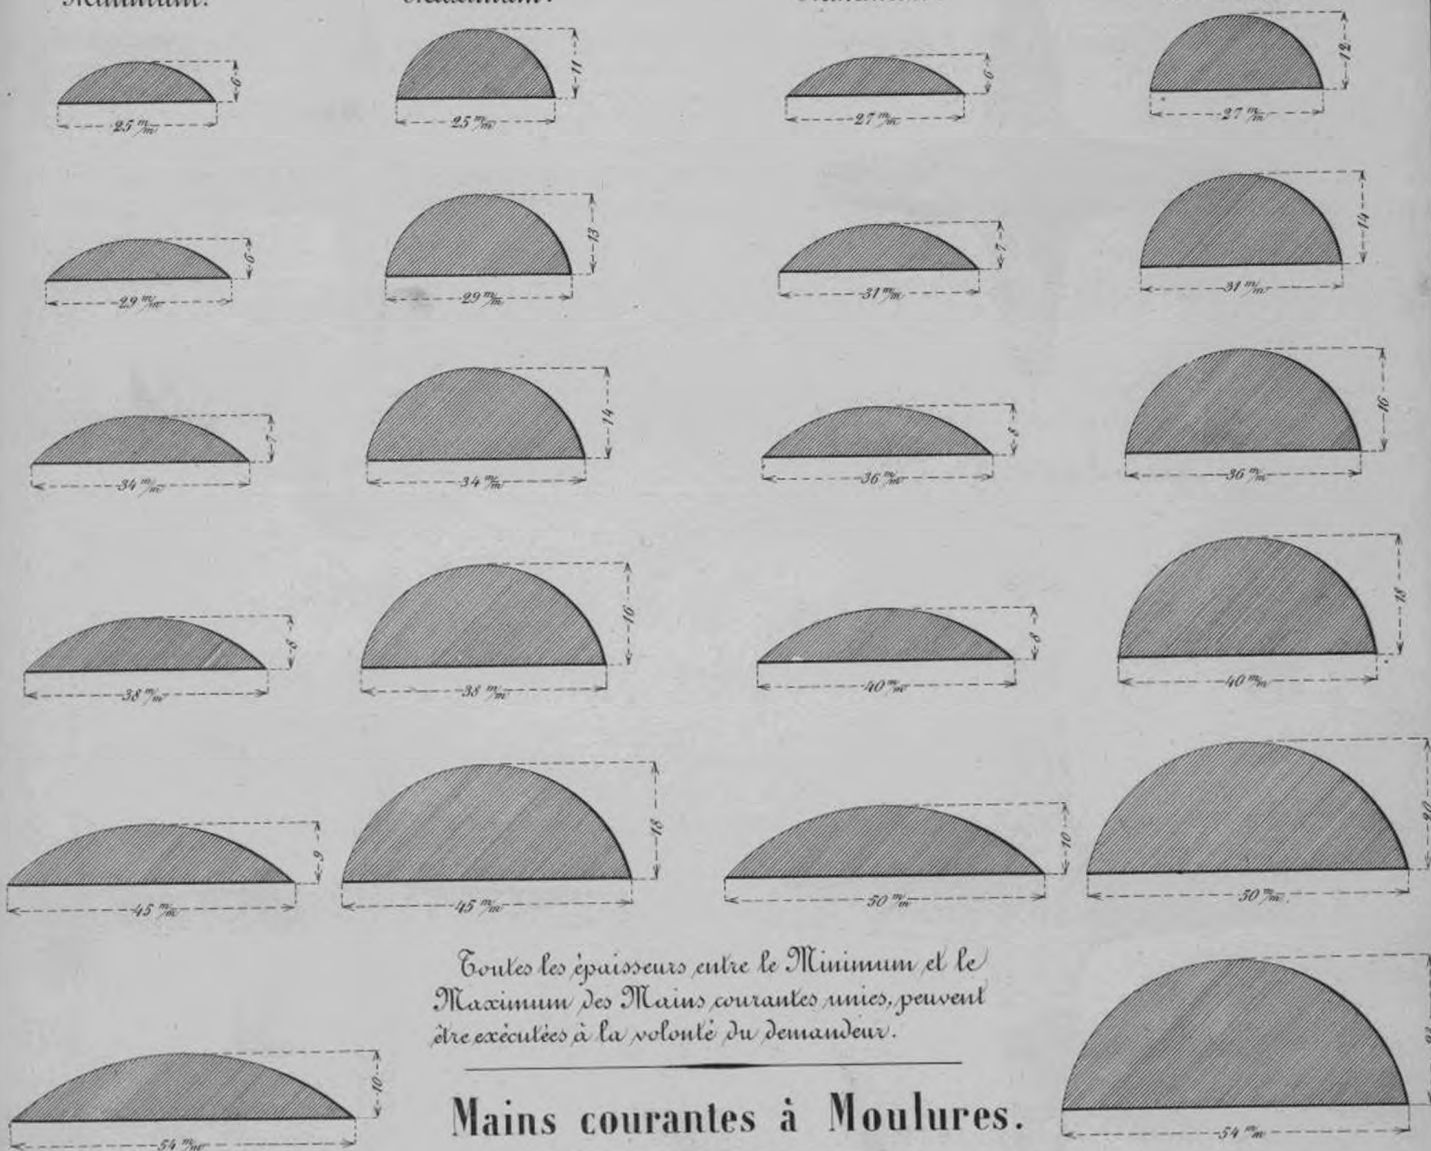 Minimum.
Maximum.
6
11
6
12
25 m/m
25 m/m
27 m/m
27 m/m
6
13
7
14
29 m/m
29 m/m
31 m/m
31 m/m
7
14
8
16
34 m/m
34 m/m
36 m/m
36 m/m
8
16
8
18
38 m/m
38 m/m
40 m/m
40 m/m
9
18
10
20
45 m/m
45 m/m
50 m/m
50 m/m.
Toutes les épaisseurs entre le Minimum et le
Maximum des Mains courantes unies, peuvent
être exécutées à la volonté du demandeur.
10
54 m/m
Mains courantes à Moulures.
54 m/m